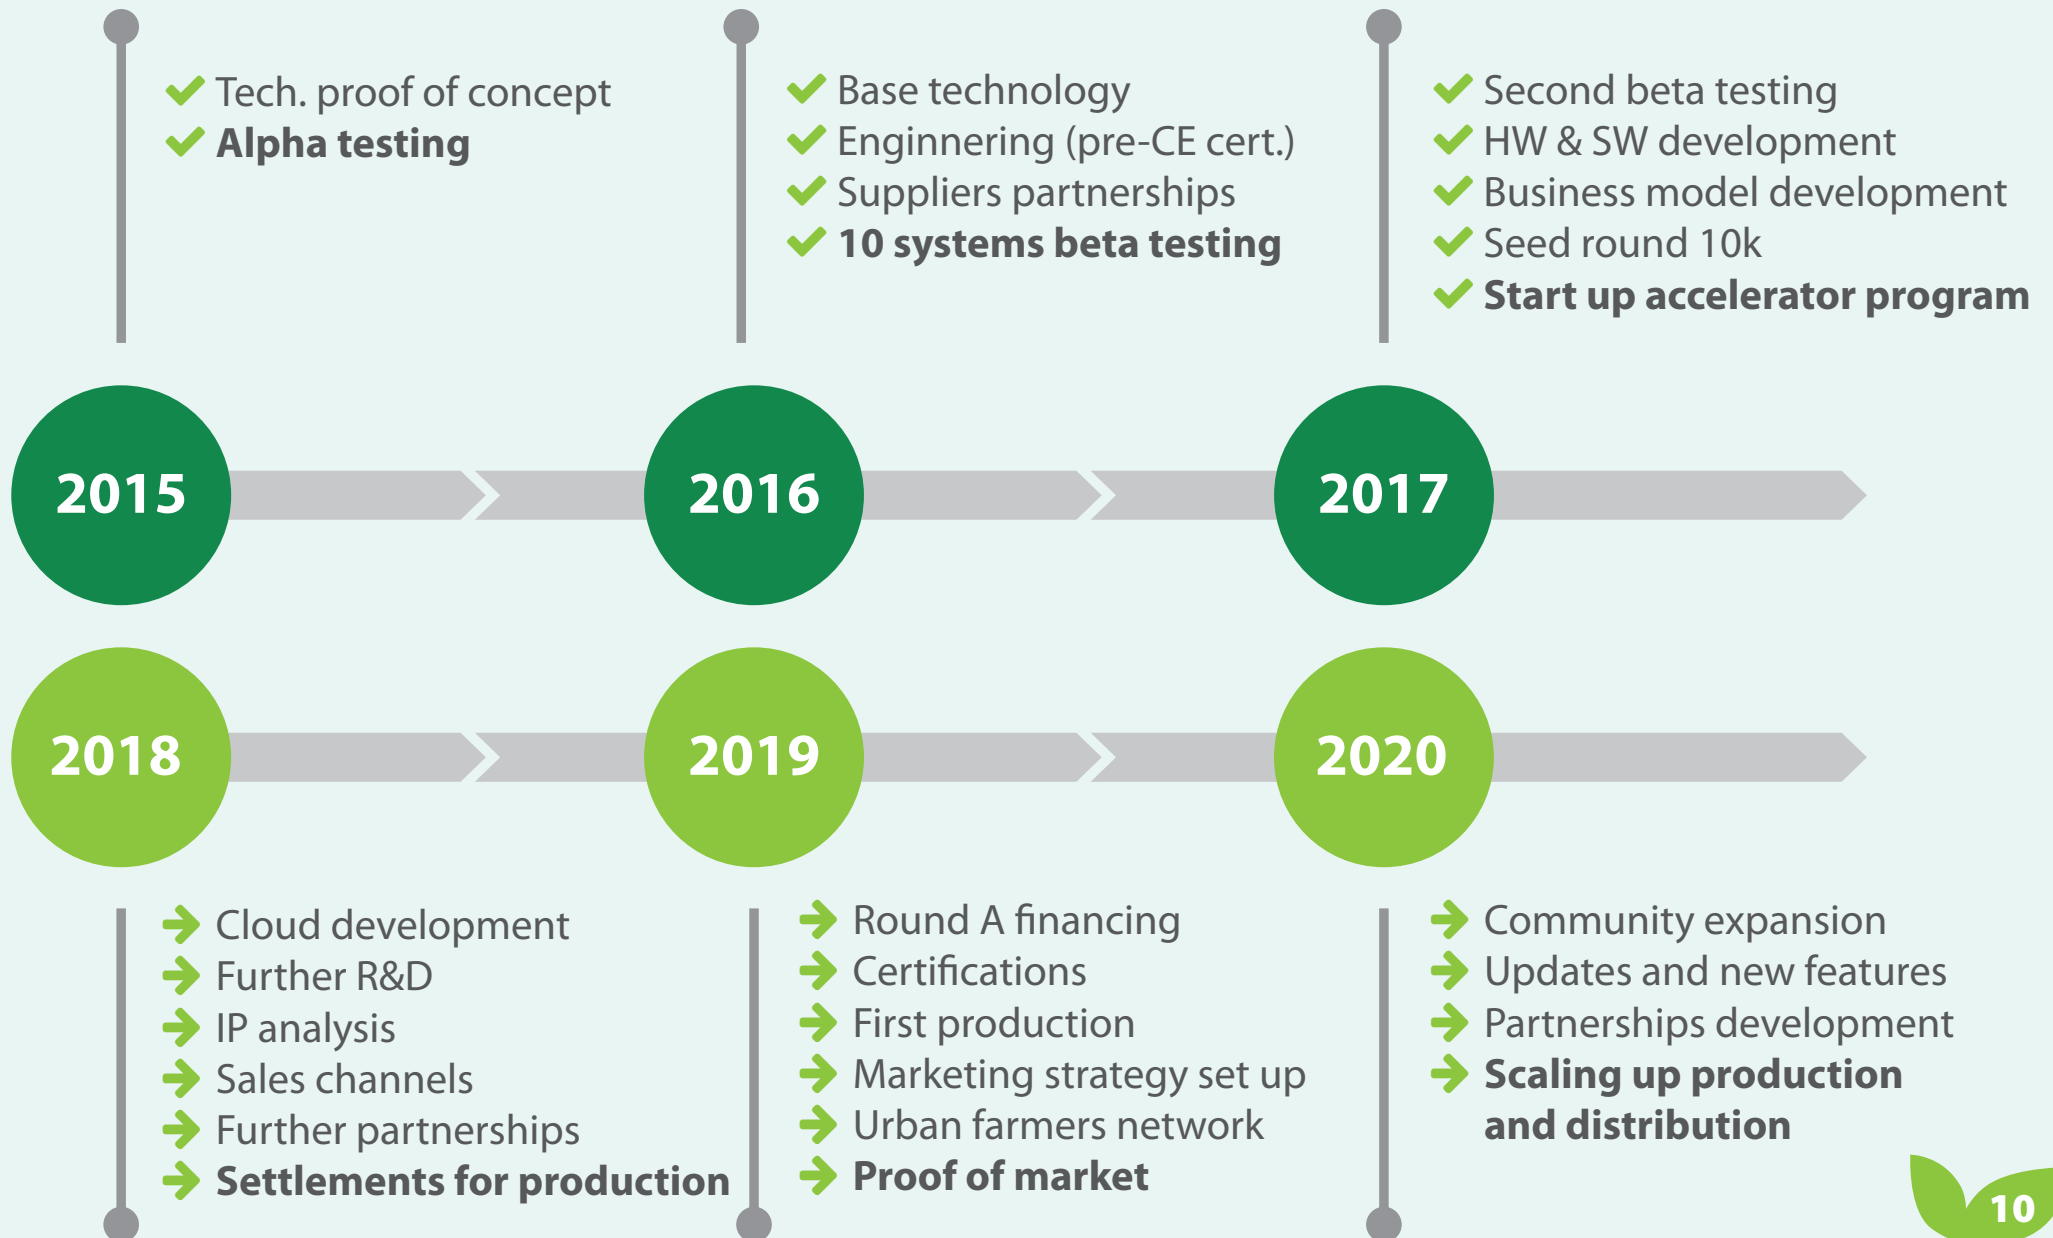 Tech. proof of concept
Alpha testing
Base technology
Enginnering (pre-CE cert.)
Suppliers partnerships
10 systems beta testing
Second beta testing
HW & SW development
Business model development
Seed round 10k
Start up accelerator program
2015
2016
2017
2018
2019
2020
Cloud development
Further R&D
IP analysis
Sales channels
Further partnerships
Settlements for production
Round A financing
Certifications
First production
Marketing strategy set up
Urban farmers network
Proof of market
Community expansion
Updates and new features
Partnerships development
Scaling up production
and distribution
10